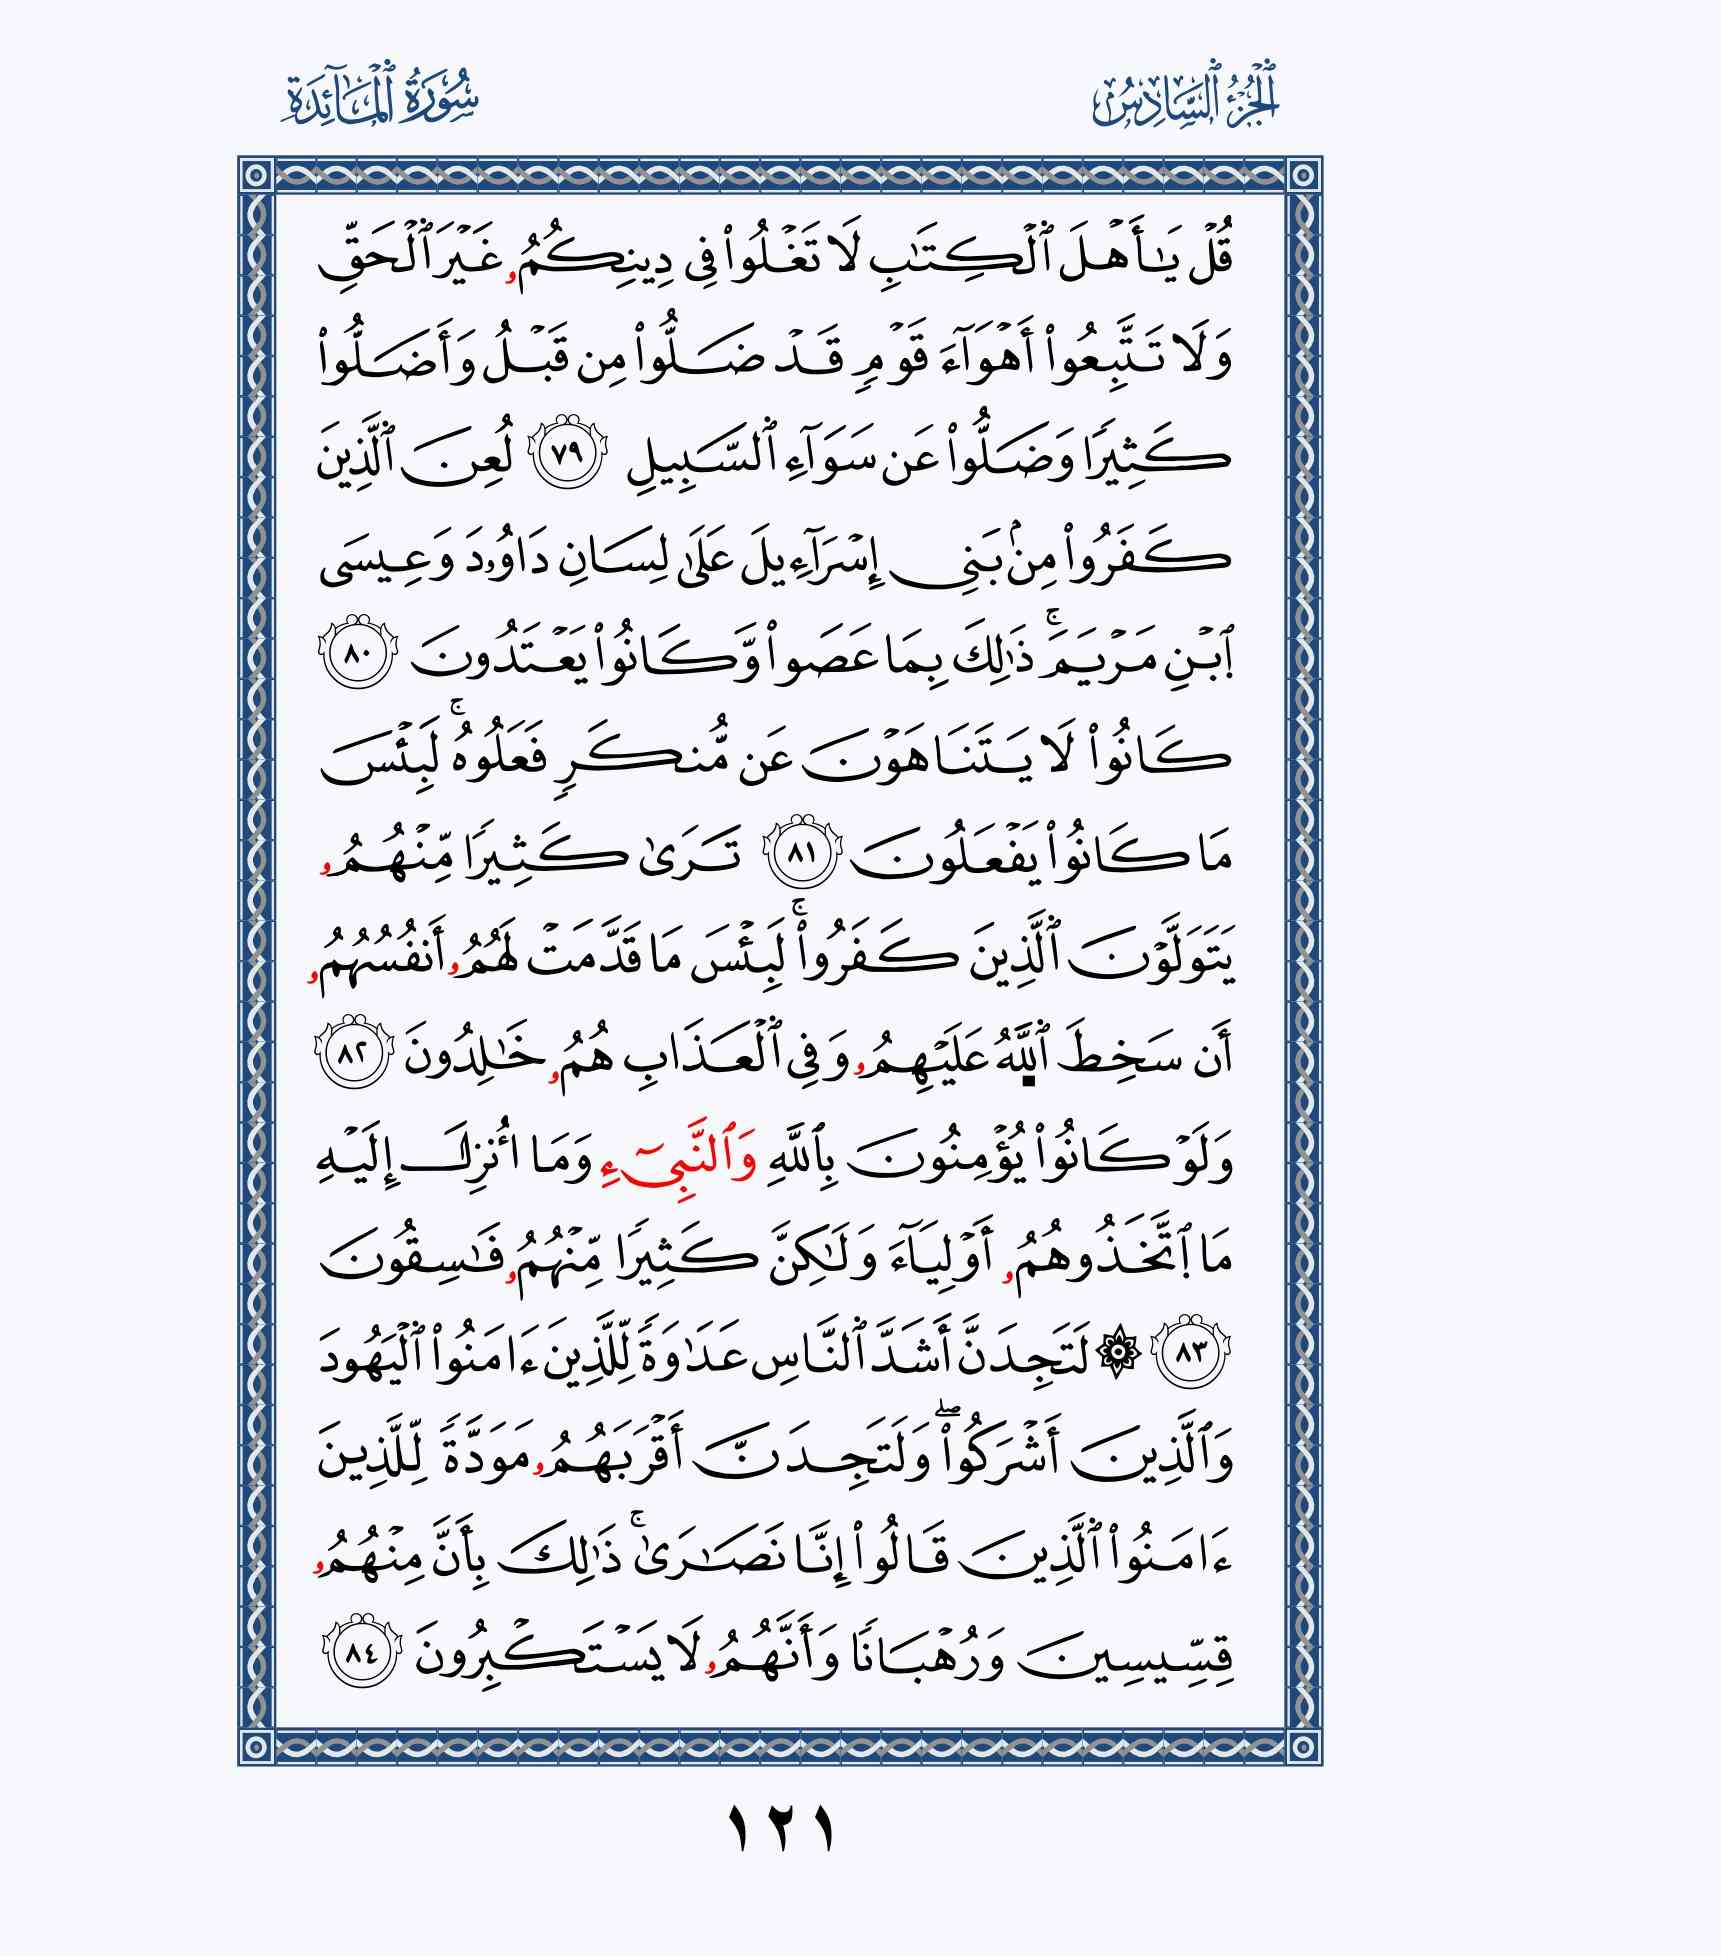 ٱلْجُزْءُ ٱلسَّادِسُ
سُورَةُ ٱلْمَآئِدَةِ
قُلْ يَٰأَهْلَ ٱلْكِتَٰبِ لَا تَغْلُوا۟ فِى دِينِكُمُۥ غَيْرَ ٱلْحَقِّ
وَلَا تَتَّبِعُوا۟ أَهْوَآءَ قَوْمٍ قَدْ ضَلُّوا۟ مِن قَبْلُ وَأَضَلُّوا۟
كَثِيرًا وَضَلُّوا۟ عَن سَوَآءِ ٱلسَّبِيلِ ٧٩ لُعِنَ ٱلَّذِينَ
كَفَرُوا۟ مِنۢ بَنِى إِسْرَآءِيلَ عَلَىٰ لِسَانِ دَاوُۥدَ وَعِيسَى
ٱبْنِ مَرْيَمَۚ ذَٰلِكَ بِمَا عَصَوا۟ وَّكَانُوا۟ يَعْتَدُونَ ٨٠
كَانُوا۟ لَا يَتَنَاهَوْنَ عَن مُّنكَرٍ فَعَلُوهُۚ لَبِئْسَ
مَا كَانُوا۟ يَفْعَلُونَ ٨١ تَرَىٰ كَثِيرًا مِّنْهُمُۥ
يَتَوَلَّوْنَ ٱلَّذِينَ كَفَرُوا۟ۚ لَبِئْسَ مَا قَدَّمَتْ لَهُمُۥ أَنفُسُهُمُۥ
أَن سَخِطَ ٱللَّهُ عَلَيْهِمُۥ وَفِى ٱلْعَذَابِ هُمُۥ خَٰلِدُونَ ٨٢
وَلَوْ كَانُوا۟ يُؤْمِنُونَ بِٱللَّهِ وَٱلنَّبِىٓءِ وَمَا أُنزِلَ إِلَيْهِ
مَا ٱتَّخَذُوهُمُۥ أَوْلِيَآءَ وَلَٰكِنَّ كَثِيرًا مِّنْهُمُۥ فَٰسِقُونَ
٨٣ ۞ لَتَجِدَنَّ أَشَدَّ ٱلنَّاسِ عَدَٰوَةً لِّلَّذِينَ ءَامَنُوا۟ ٱلْيَهُودَ
وَٱلَّذِينَ أَشْرَكُوا۟ۖ وَلَتَجِدَنَّ أَقْرَبَهُمُۥ مَوَدَّةً لِّلَّذِينَ
ءَامَنُوا۟ ٱلَّذِينَ قَالُوا۟ إِنَّا نَصَٰرَىٰۚ ذَٰلِكَ بِأَنَّ مِنْهُمُۥ
قِسِّيسِينَ وَرُهْبَانًا وَأَنَّهُمُۥ لَا يَسْتَكْبِرُونَ ٨٤
١٢١